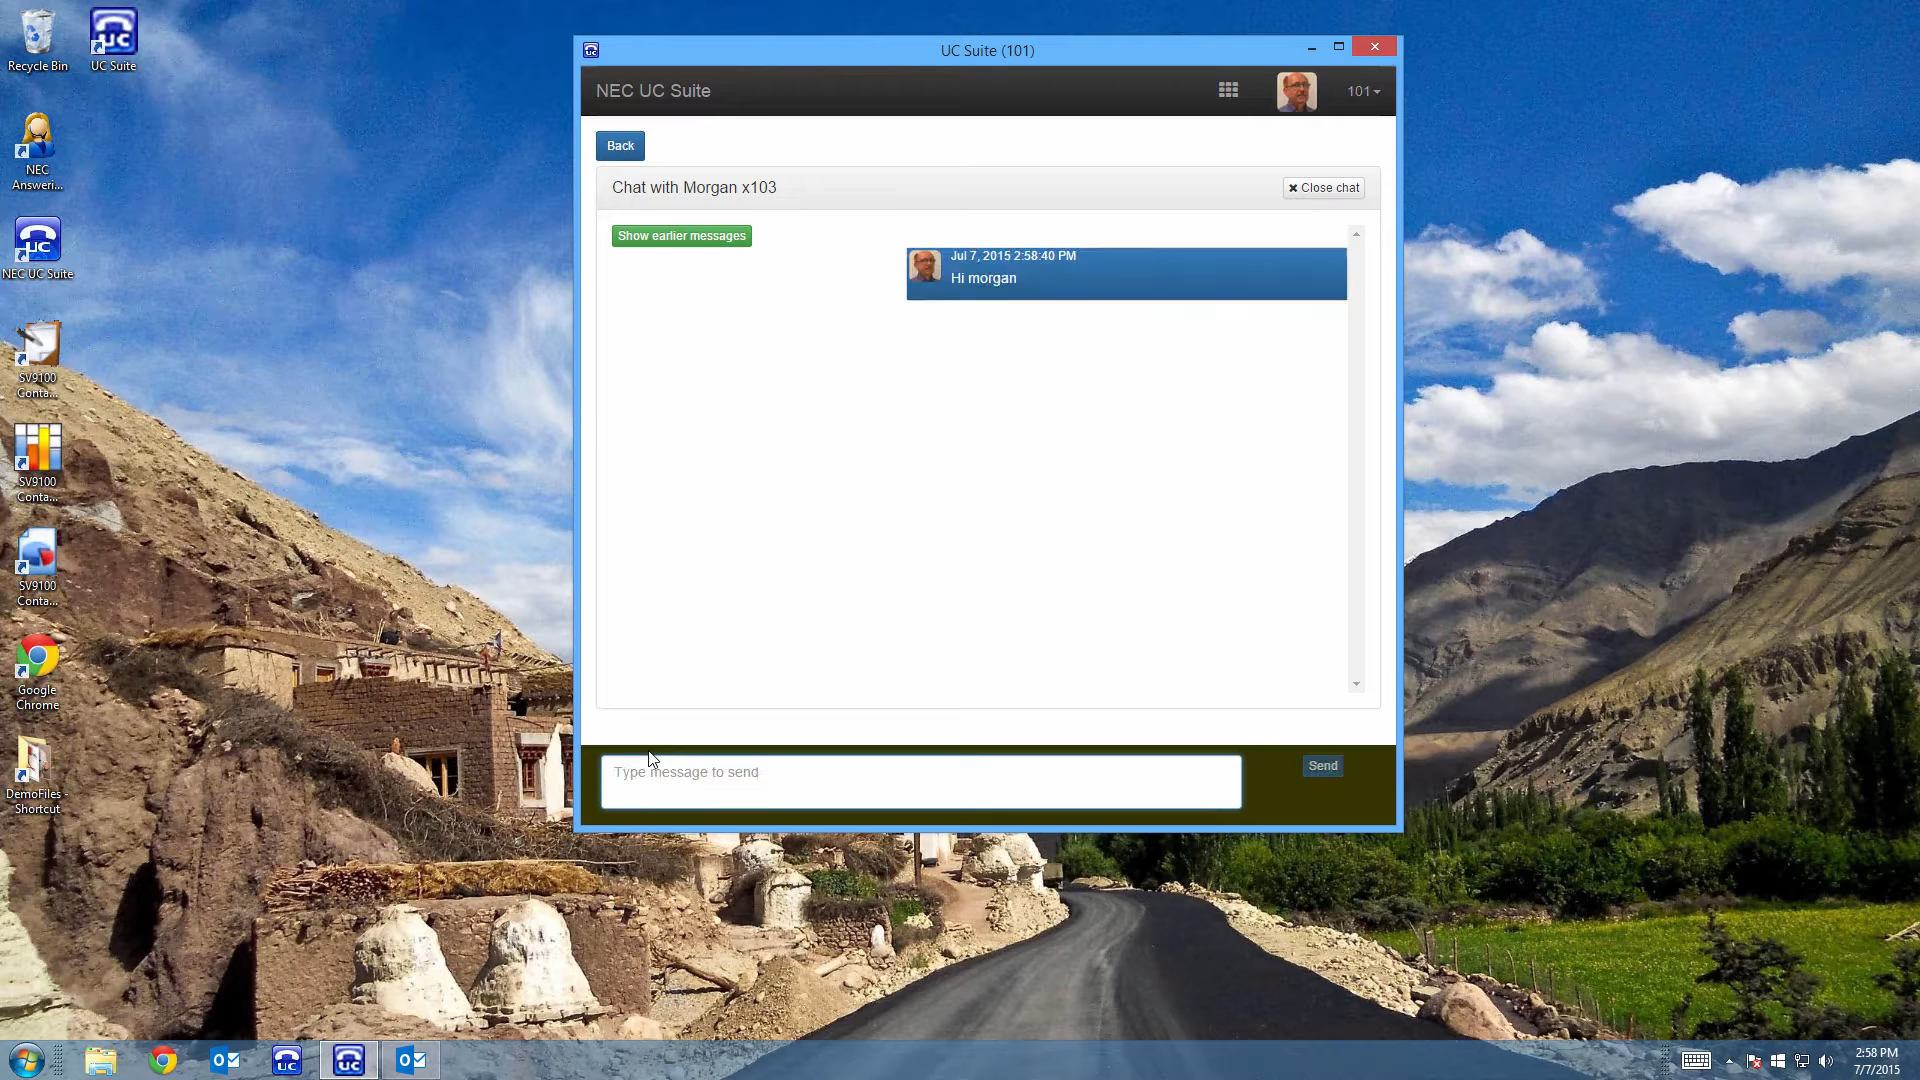 Recycle Bin
UC Suite
NEC
Answeri...
NEC UC Suite
SV9100
Conta...
SV9100
Conta...
SV9100
Conta...
Google
Chrome
DemoFiles -
Shortcut
UC Suite (101)
NEC UC Suite
101
Back
Chat with Morgan x103
Close chat
Show earlier messages
Jul 7, 2015 2:58:40 PM
Hi morgan
Type message to send
Send
2:58 PM
7/7/2015